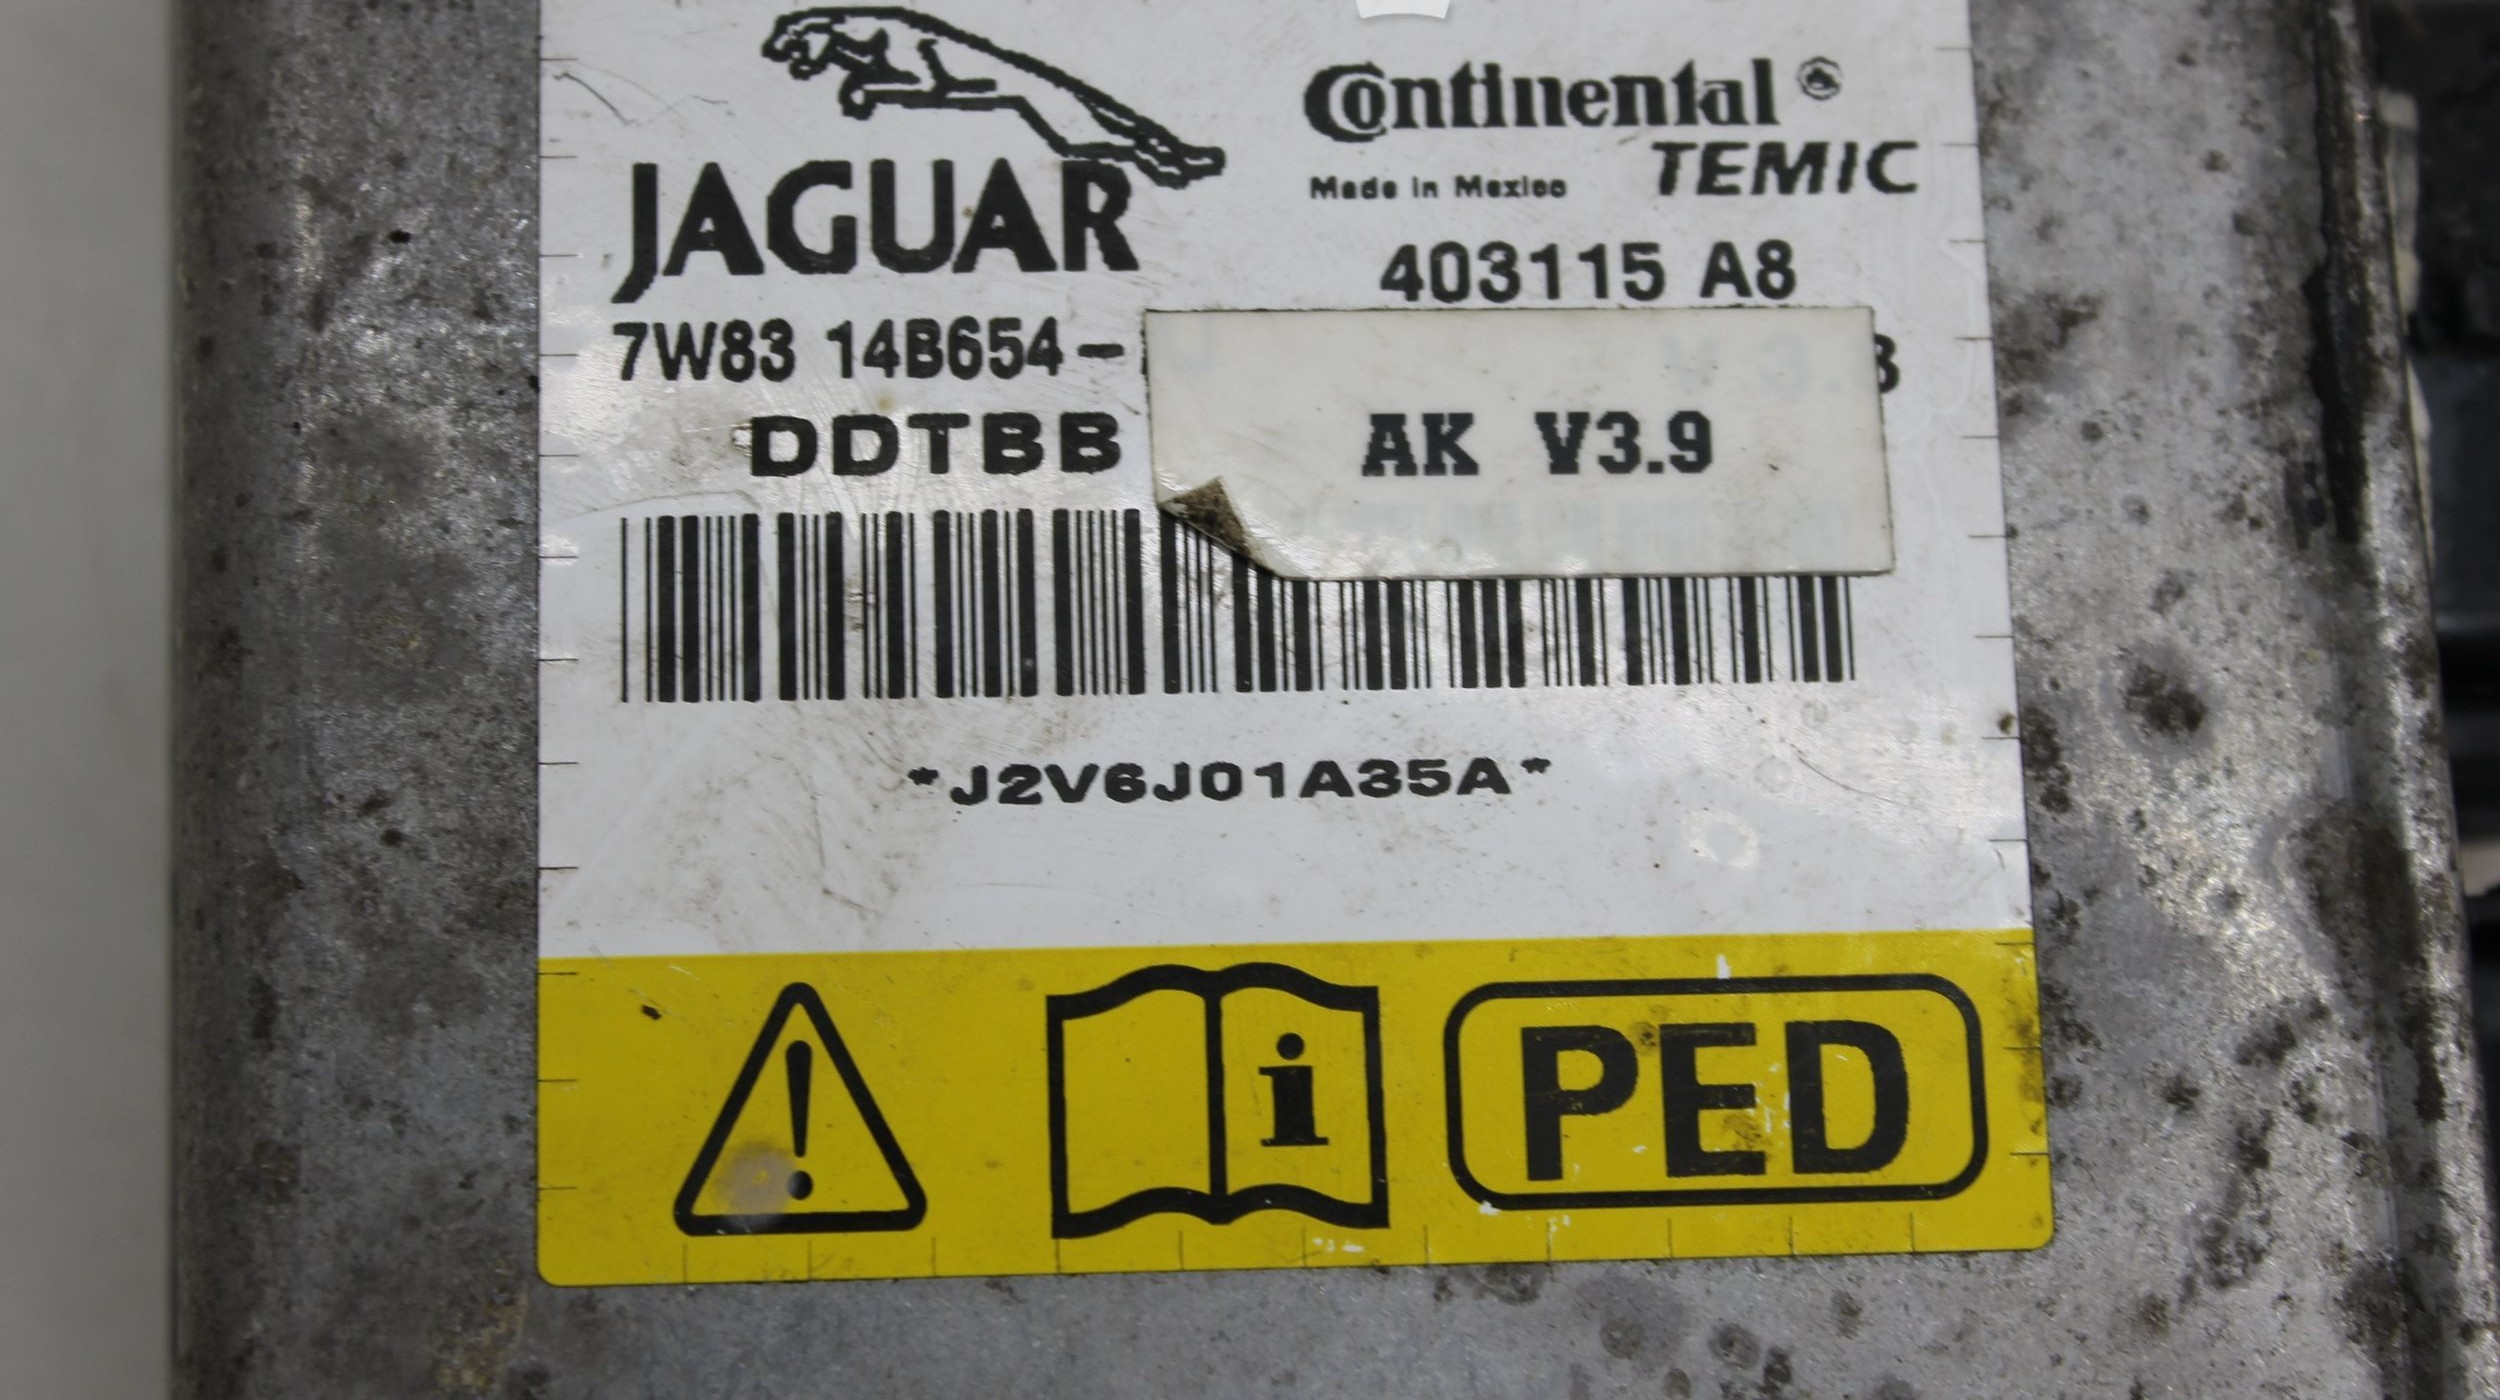 JAGUAR
Continental
TEMIC
Made in Mexico
403115 A8
7W83 14B654-
AK V3.9
DDTBB
*J2V6J01A35A*
i
PED